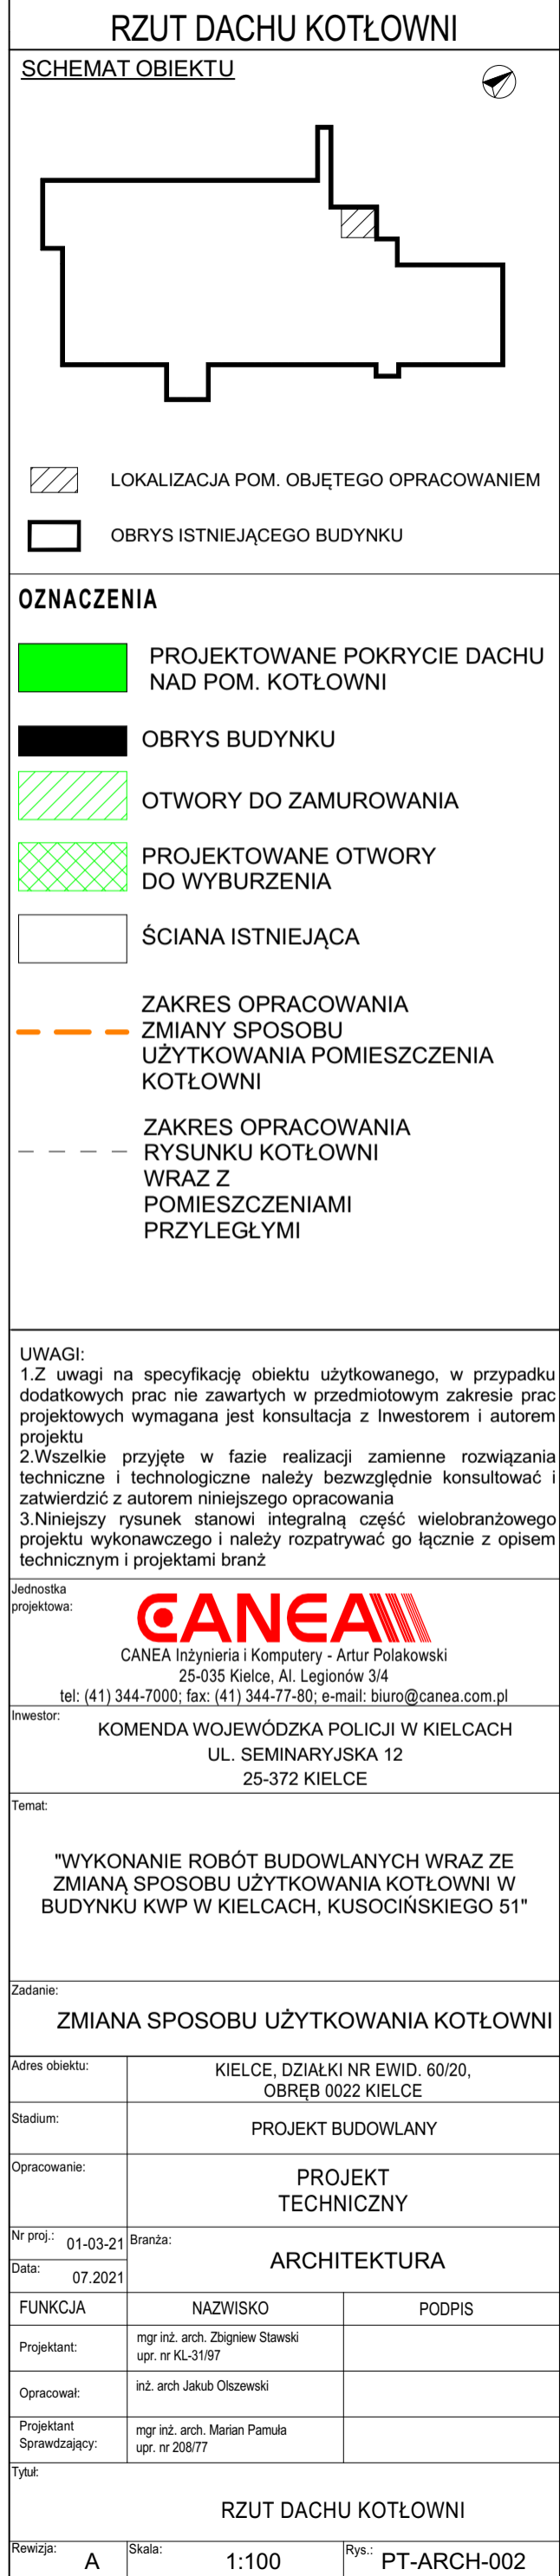 RZUT DACHU KOTŁOWNI
SCHEMAT OBIEKTU
LOKALIZACJA POM. OBJĘTEGO OPRACOWANIEM
OBRYS ISTNIEJĄCEGO BUDYNKU
OZNACZENIA
PROJEKTOWANE POKRYCIE DACHU
NAD POM. KOTŁOWNI
OBRYS BUDYNKU
OTWORY DO ZAMUROWANIA
PROJEKTOWANE OTWORY
DO WYBURZENIA
ŚCIANA ISTNIEJĄCA
ZAKRES OPRACOWANIA
ZMIANY SPOSOBU
UŻYTKOWANIA POMIESZCZENIA
KOTŁOWNI
ZAKRES OPRACOWANIA
RYSUNKU KOTŁOWNI
WRAZ Z
POMIESZCZENIAMI
PRZYLEGŁYMI
UWAGI:
1.Z uwagi na specyfikację obiektu użytkowanego, w przypadku
dodatkowych prac nie zawartych w przedmiotowym zakresie prac
projektowych wymagana jest konsultacja z Inwestorem i autorem
projektu
2.Wszelkie przyjęte w fazie realizacji zamienne rozwiązania
techniczne i technologiczne należy bezwzględnie konsultować i
zatwierdzić z autorem niniejszego opracowania
3.Niniejszy rysunek stanowi integralną część wielobranżowego
projektu wykonawczego i należy rozpatrywać go łącznie z opisem
technicznym i projektami branż
Jednostka
projektowa:
CANEA
CANEA Inżynieria i Komputery - Artur Polakowski
25-035 Kielce, Al. Legionów 3/4
tel: (41) 344-7000; fax: (41) 344-77-80; e-mail: biuro@canea.com.pl
Inwestor:
KOMENDA WOJEWÓDZKA POLICJI W KIELCACH
UL. SEMINARYJSKA 12
25-372 KIELCE
Temat:
"WYKONANIE ROBÓT BUDOWLANYCH WRAZ ZE
ZMIANĄ SPOSOBU UŻYTKOWANIA KOTŁOWNI W
BUDYNKU KWP W KIELCACH, KUSOCIŃSKIEGO 51"
Zadanie:
ZMIANA SPOSOBU UŻYTKOWANIA KOTŁOWNI
Adres obiektu:
KIELCE, DZIAŁKI NR EWID. 60/20,
OBRĘB 0022 KIELCE
Stadium:
PROJEKT BUDOWLANY
Opracowanie:
PROJEKT
TECHNICZNY
Nr proj.: 01-03-21
Branża:
ARCHITEKTURA
Data: 07.2021
FUNKCJA NAZWISKO PODPIS
Projektant:
mgr inż. arch. Zbigniew Stawski
upr. nr KL-31/97
Opracował:
inż. arch Jakub Olszewski
Projektant
Sprawdzający:
mgr inż. arch. Marian Pamuła
upr. nr 208/77
Tytuł:
RZUT DACHU KOTŁOWNI
Rewizja: A Skala: 1:100 Rys.: PT-ARCH-002